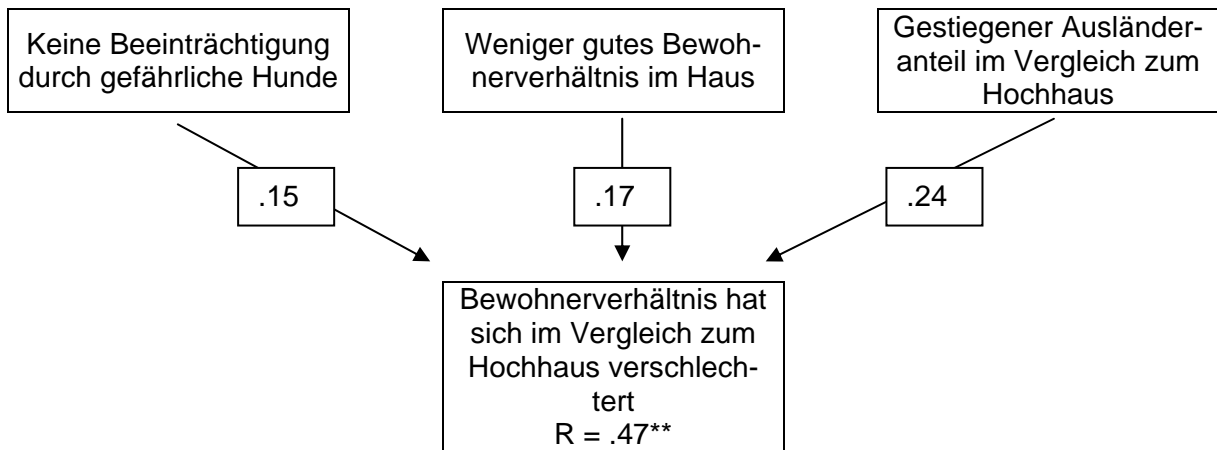 Keine Beeinträchtigung
durch gefährliche Hunde
Weniger gutes Bewoh-
nerverhältnis im Haus
Gestiegener Ausländer-
anteil im Vergleich zum
Hochhaus
.15
.17
.24
Bewohnerverhältnis hat
sich im Vergleich zum
Hochhaus verschlech-
tert
R = .47**